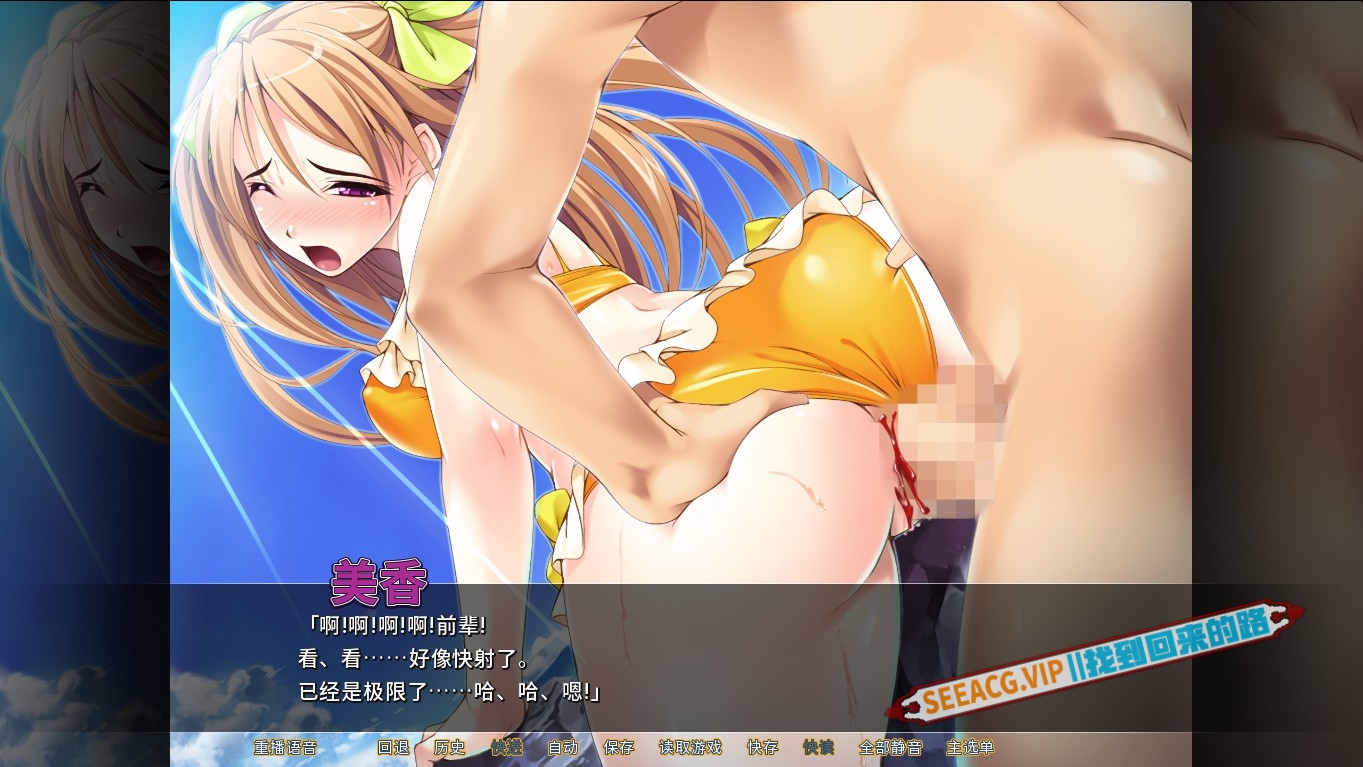 美香
「啊!啊!啊!啊!前辈!
看、看……好像快射了。
已经是极限了……哈、哈、嗯!」
SEEACG.VIP||找到回来的路
重播语音 回退 历史 快进 自动 保存 读取游戏 快存 快读 全部静音 主选单